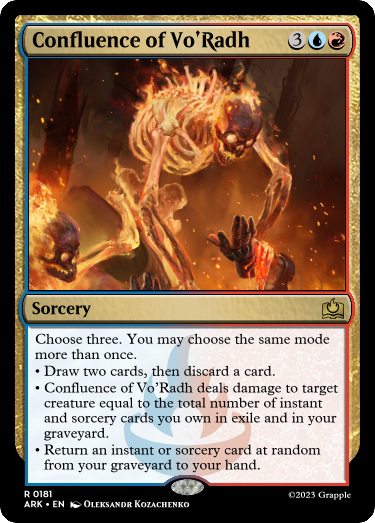 Confluence of Vo'Radh 3
Sorcery
Choose three. You may choose the same mode
more than once.
• Draw two cards, then discard a card.
• Confluence of Vo'Radh deals damage to target
creature equal to the total number of instant
and sorcery cards you own in exile and in your
graveyard.
• Return an instant or sorcery card at random
from your graveyard to your hand.
R 0181
ARK • EN Oleksandr Kozachenko
©2023 Grapple